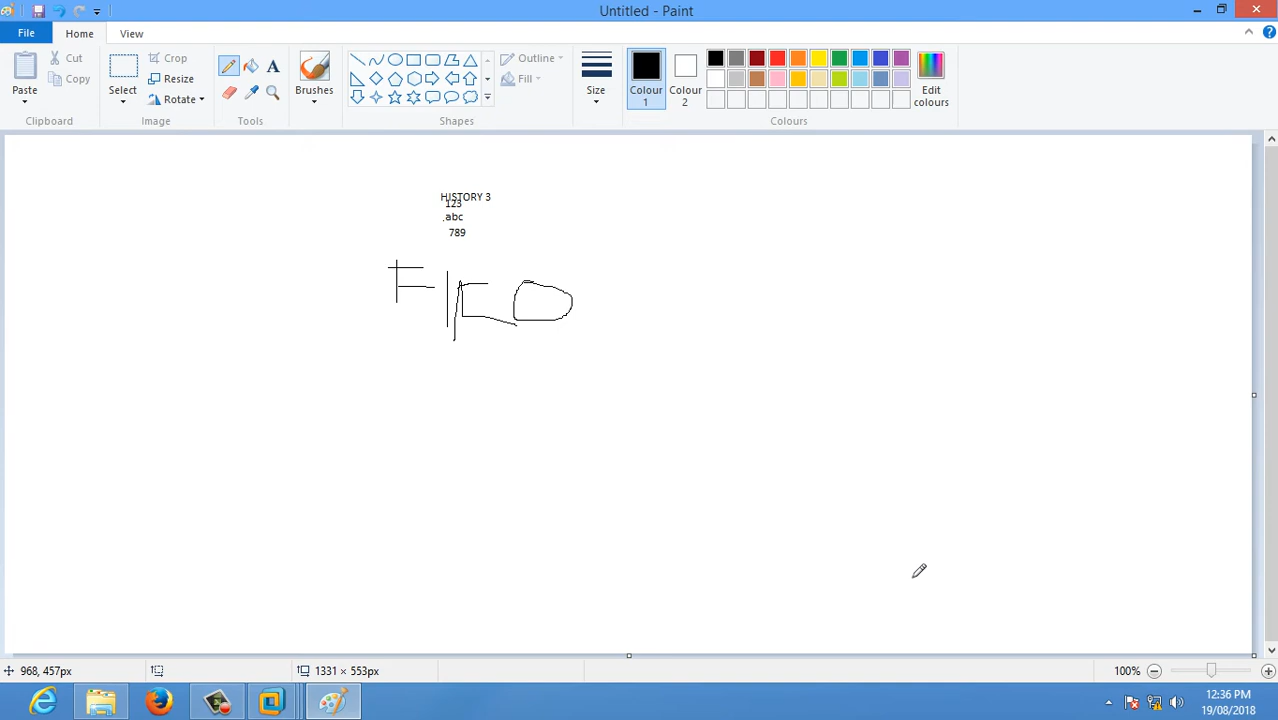 Untitled - Paint
File Home View
Paste Cut Copy
Select Crop Resize Rotate
Brushes
Outline Fill
Size
Colour 1 Colour 2 Edit colours
Clipboard Image Tools Shapes Colours
HISTORY 3
123
.abc
789
968, 457px 1331 × 553px 100%
12:36 PM
19/08/2018